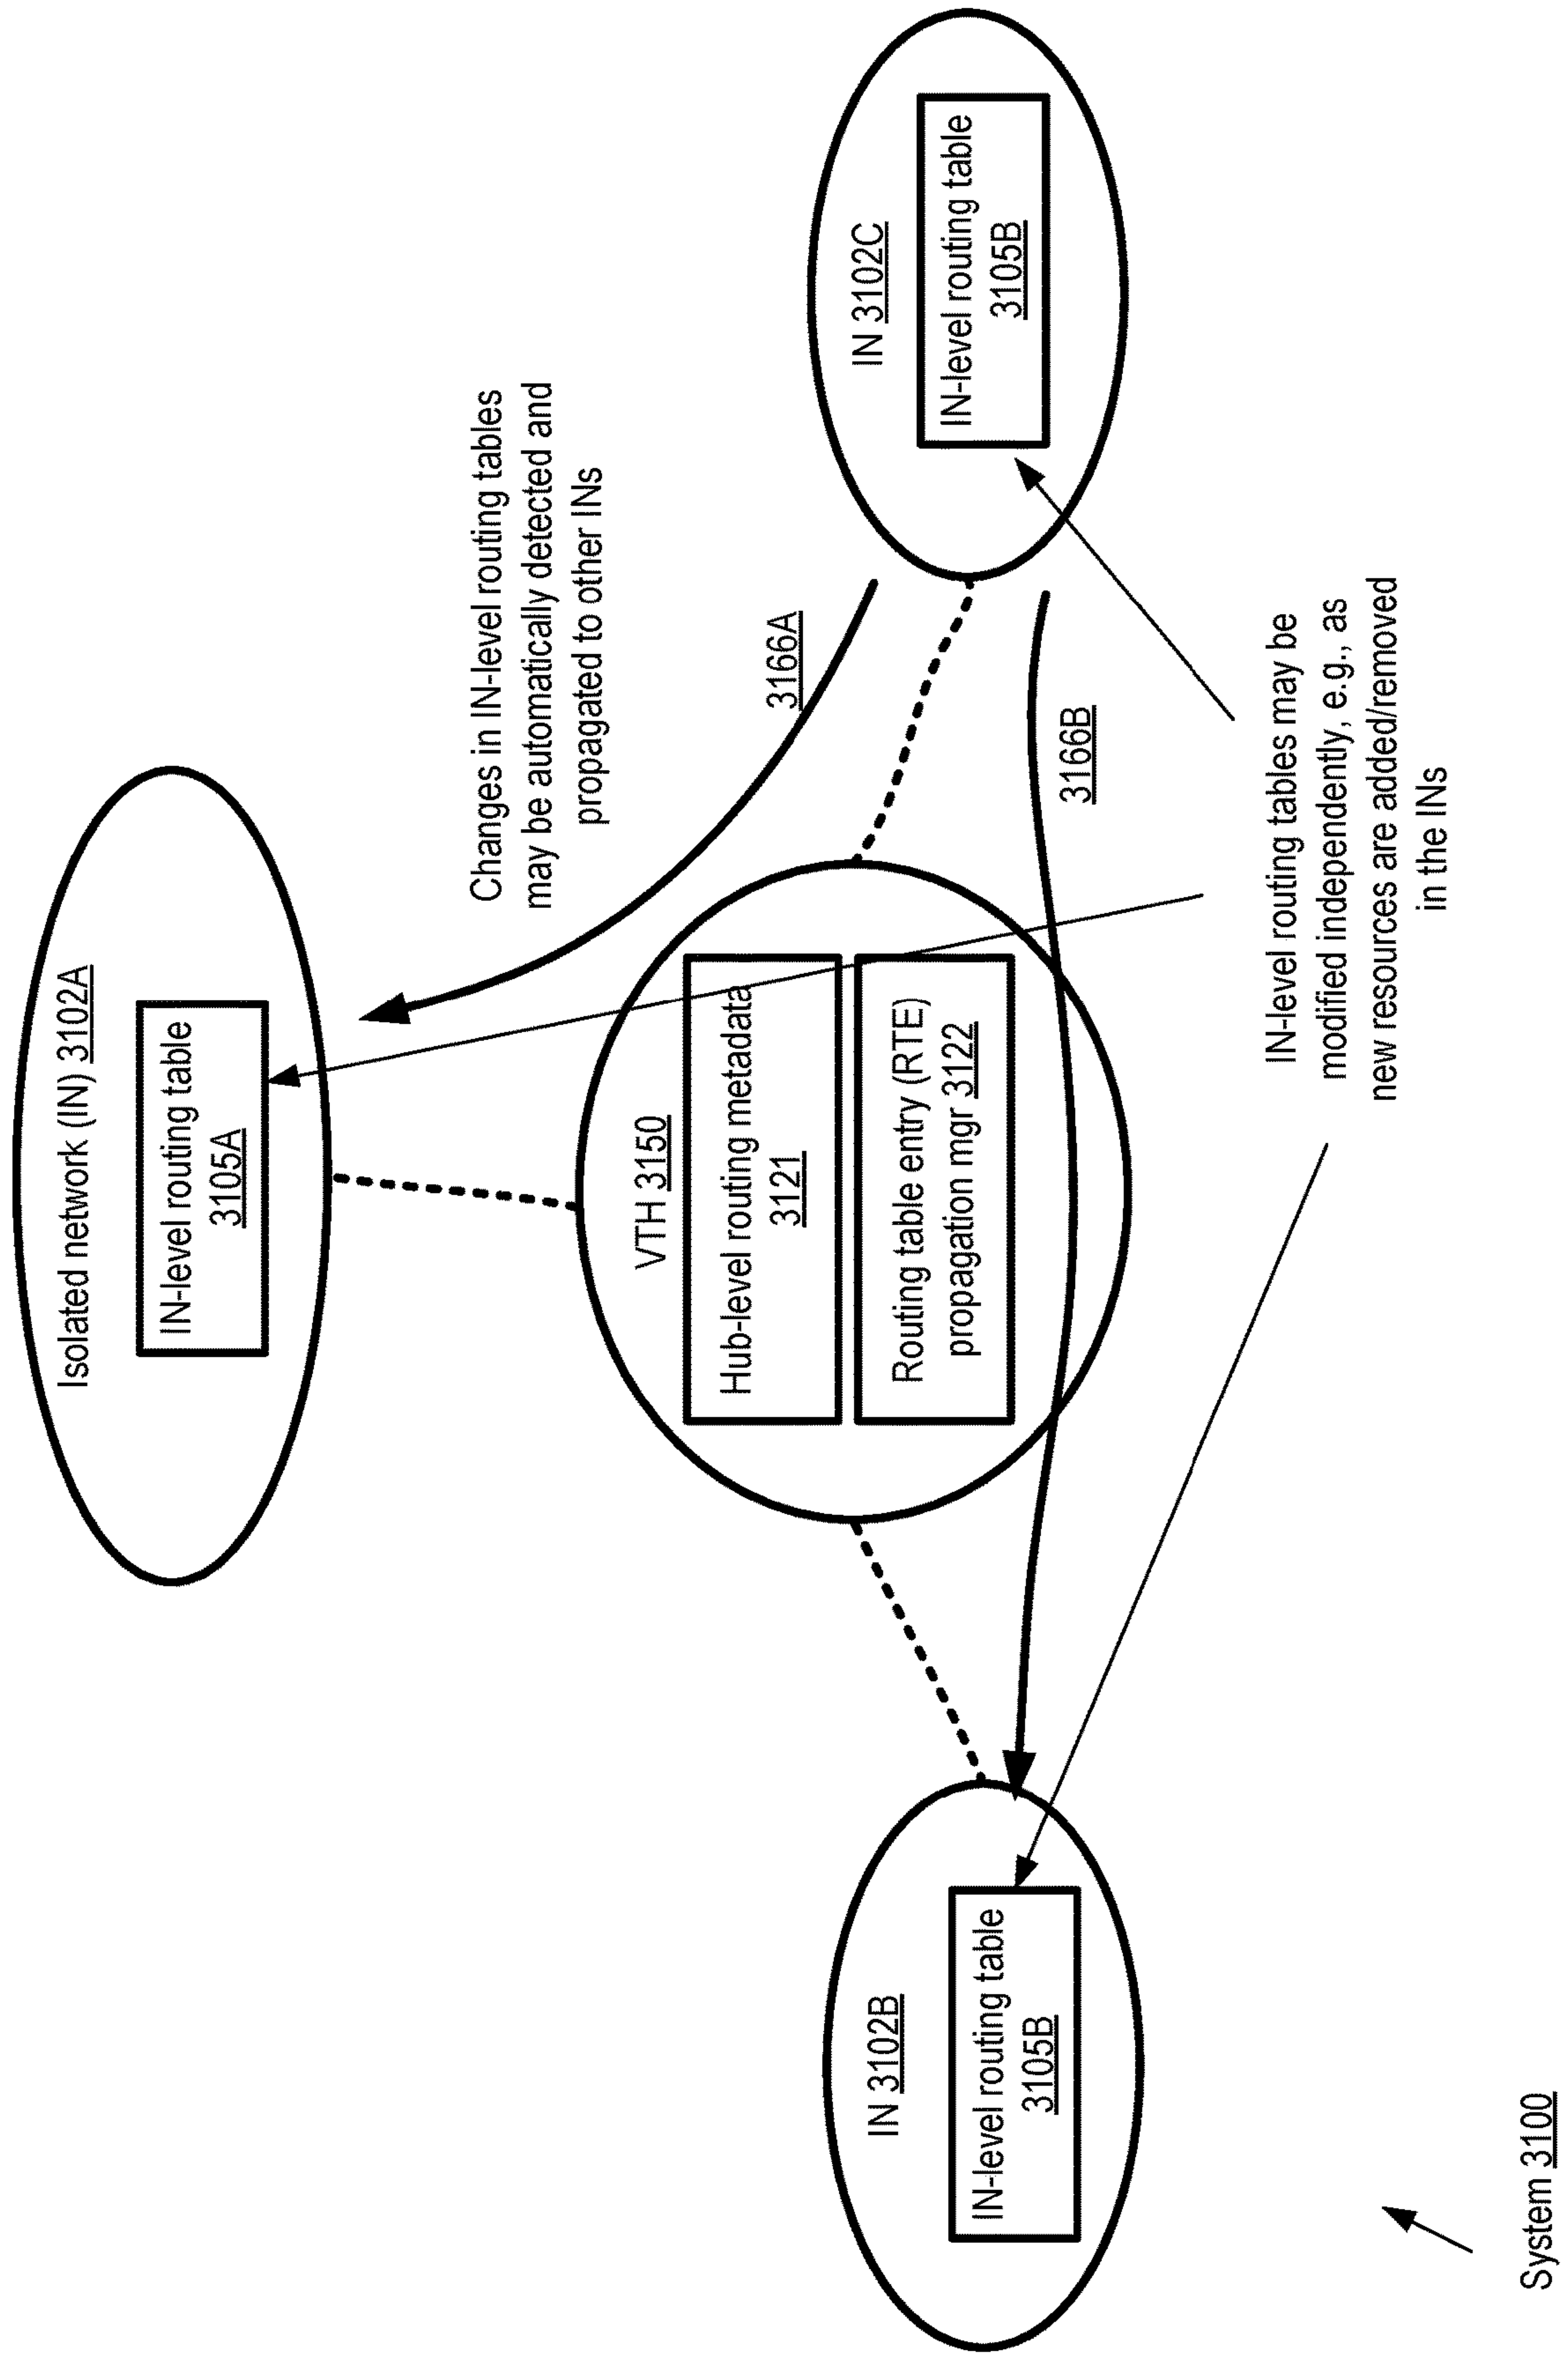 Isolated network (IN) 3102A
IN-level routing table
3105A
Changes in IN-level routing tables
may be automatically detected and
propagated to other INs
3166A
VTH 3150
Hub-level routing metadata
3121
Routing table entry (RTE)
propagation mgr 3122
IN 3102B
IN-level routing table
3105B
IN 3102C
IN-level routing table
3105B
3166B
IN-level routing tables may be
modified independently, e.g., as
new resources are added/removed
in the INs
System 3100